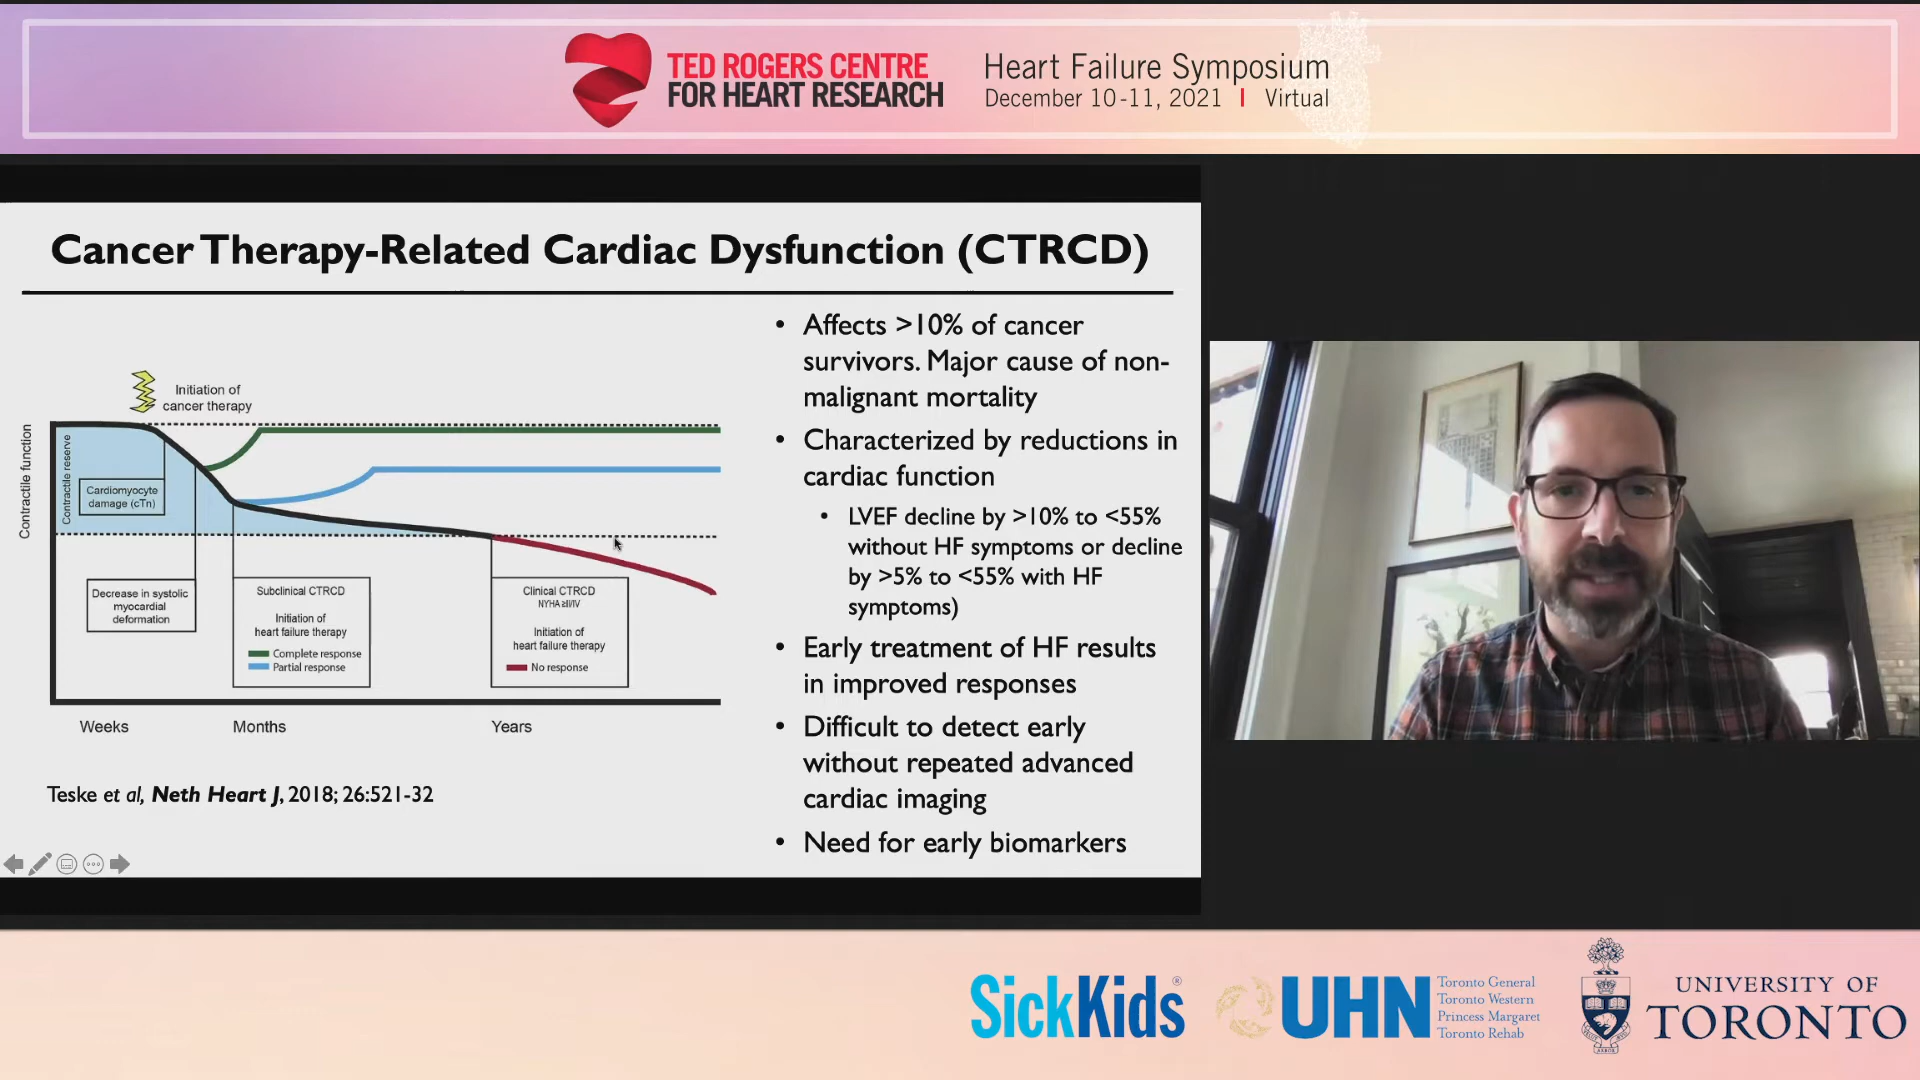 TED ROGERS CENTRE
FOR HEART RESEARCH
Heart Failure Symposium
December 10-11, 2021 | Virtual
Cancer Therapy-Related Cardiac Dysfunction (CTRCD)
Initiation of
cancer therapy
Contractile function
Contractile reserve
Cardiomyocyte
damage (cTn)
Decrease in systolic
myocardial
deformation
Subclinical CTRCD
Initiation of
heart failure therapy
Complete response
Partial response
Clinical CTRCD
NYHA ≥II/IV
Initiation of
heart failure therapy
No response
Weeks
Months
Years
Teske et al, Neth Heart J, 2018; 26:521-32
• Affects >10% of cancer
survivors. Major cause of non-
malignant mortality
• Characterized by reductions in
cardiac function
• LVEF decline by >10% to <55%
without HF symptoms or decline
by >5% to <55% with HF
symptoms)
• Early treatment of HF results
in improved responses
• Difficult to detect early
without repeated advanced
cardiac imaging
• Need for early biomarkers
SickKids®
UHN
Toronto General
Toronto Western
Princess Margaret
Toronto Rehab
UNIVERSITY OF
TORONTO